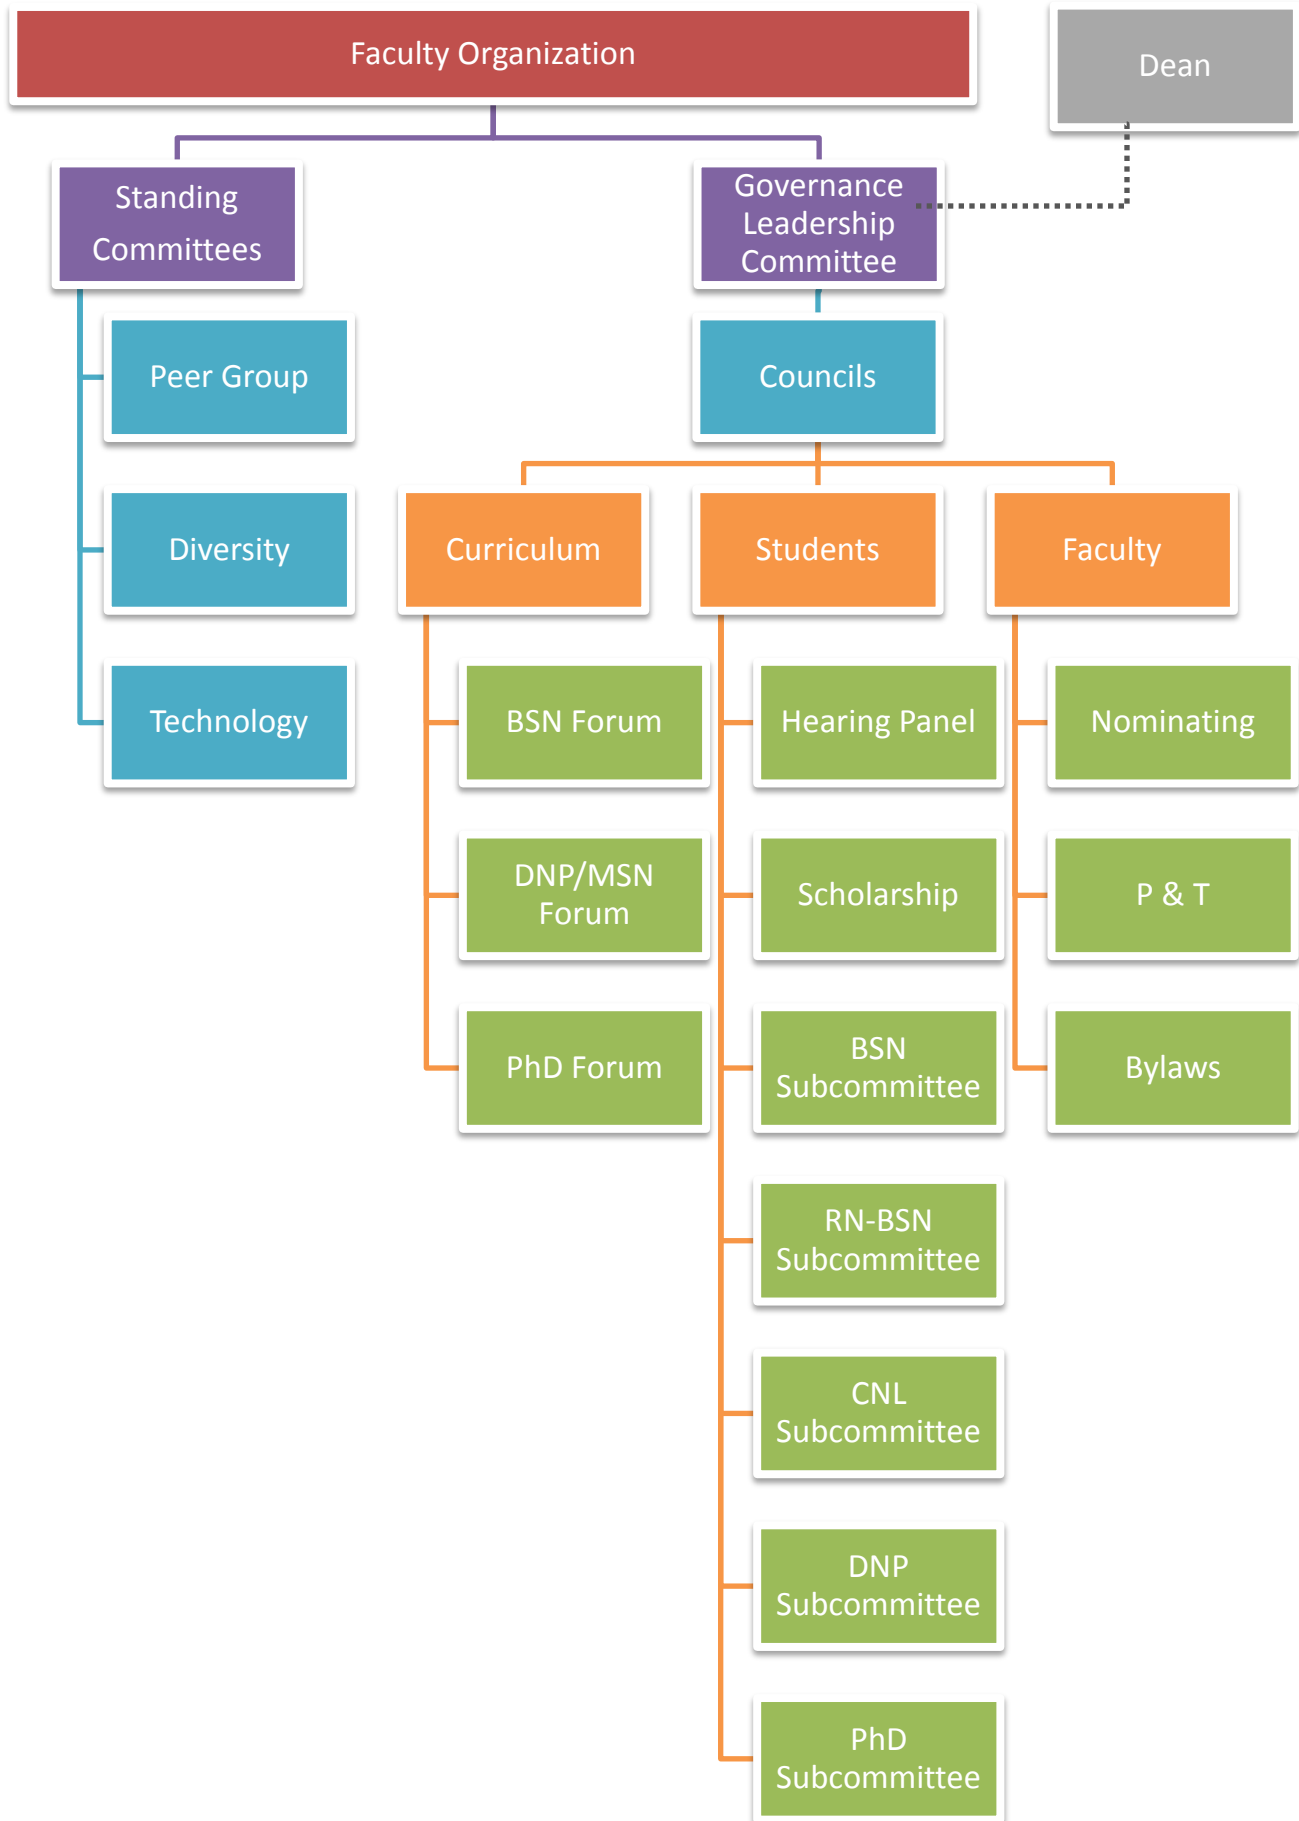 Faculty Organization
Dean
Standing
Committees
Governance
Leadership
Committee
Peer Group
Councils
Diversity
Curriculum
Students
Faculty
Technology
BSN Forum
Hearing Panel
Nominating
DNP/MSN
Forum
Scholarship
P & T
PhD Forum
BSN
Subcommittee
Bylaws
RN-BSN
Subcommittee
CNL
Subcommittee
DNP
Subcommittee
PhD
Subcommittee